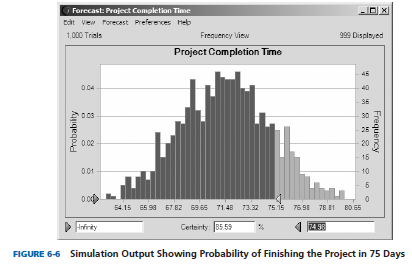 Forecast: Project Completion Time
Edit View Forecast Preferences Help
1,000 Trials Frequency View 999 Displayed
Project Completion Time
Probability
0.04
0.03
0.02
0.01
0.00
45
40
35
30
25
20
15
10
5
0
Frequency
64.15 65.98 67.82 69.65 71.48 73.32 75.15 76.98 78.81 80.65
-Infinity Certainty: 85.59 % 74.98
FIGURE 6-6 Simulation Output Showing Probability of Finishing the Project in 75 Days